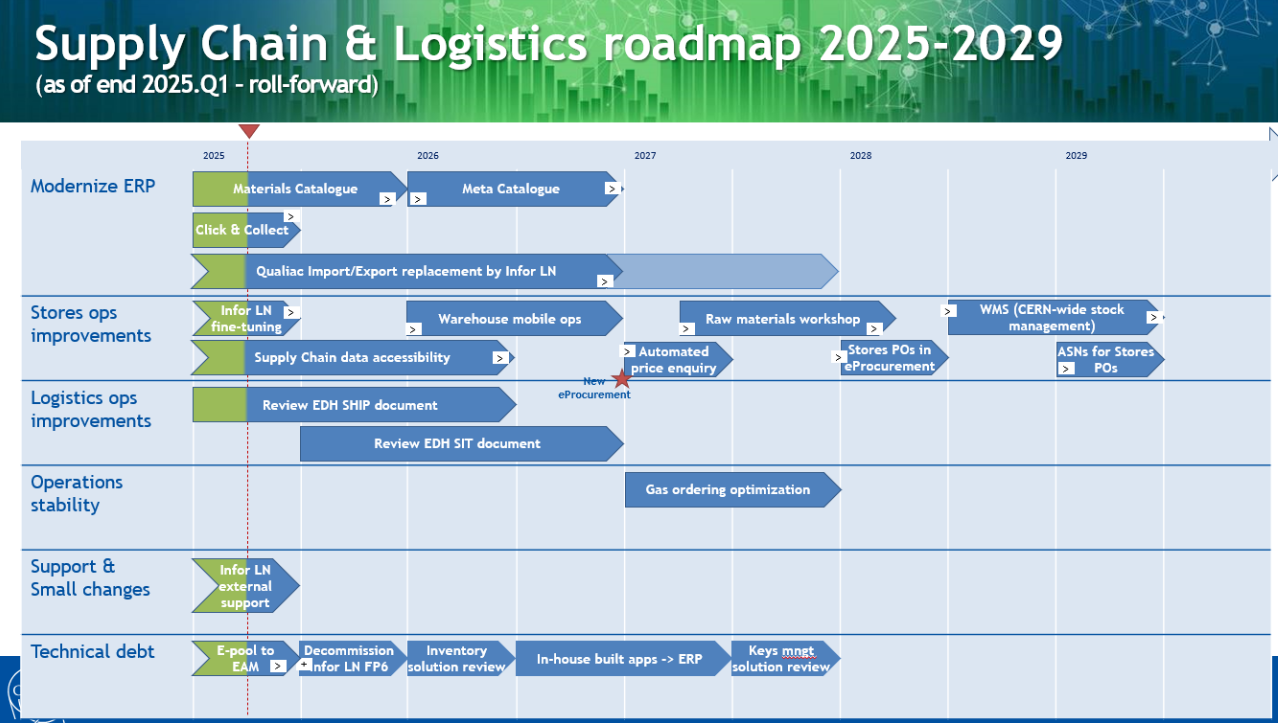 Supply Chain & Logistics roadmap 2025-2029
(as of end 2025.Q1 - roll-forward)
2025
2026
2027
2028
2029
Modernize ERP
Materials Catalogue
>
>
Meta Catalogue
>
Click & Collect
>
Qualiac Import/Export replacement by Infor LN
>
Stores ops
improvements
Infor LN
fine-tuning
>
>
Warehouse mobile ops
>
Raw materials workshop
>
>
WMS (CERN-wide stock
management)
>
Supply Chain data accessibility
>
>
Automated
price enquiry
>
Stores POs in
eProcurement
ASNs for Stores
POs
>
New
eProcurement
Logistics ops
improvements
Review EDH SHIP document
Review EDH SIT document
Operations
stability
Gas ordering optimization
Support &
Small changes
Infor LN
external
support
Technical debt
E-pool to
EAM
>
Decommission
Infor LN FP6
+
Inventory
solution review
In-house built apps -> ERP
Keys mngt
solution review